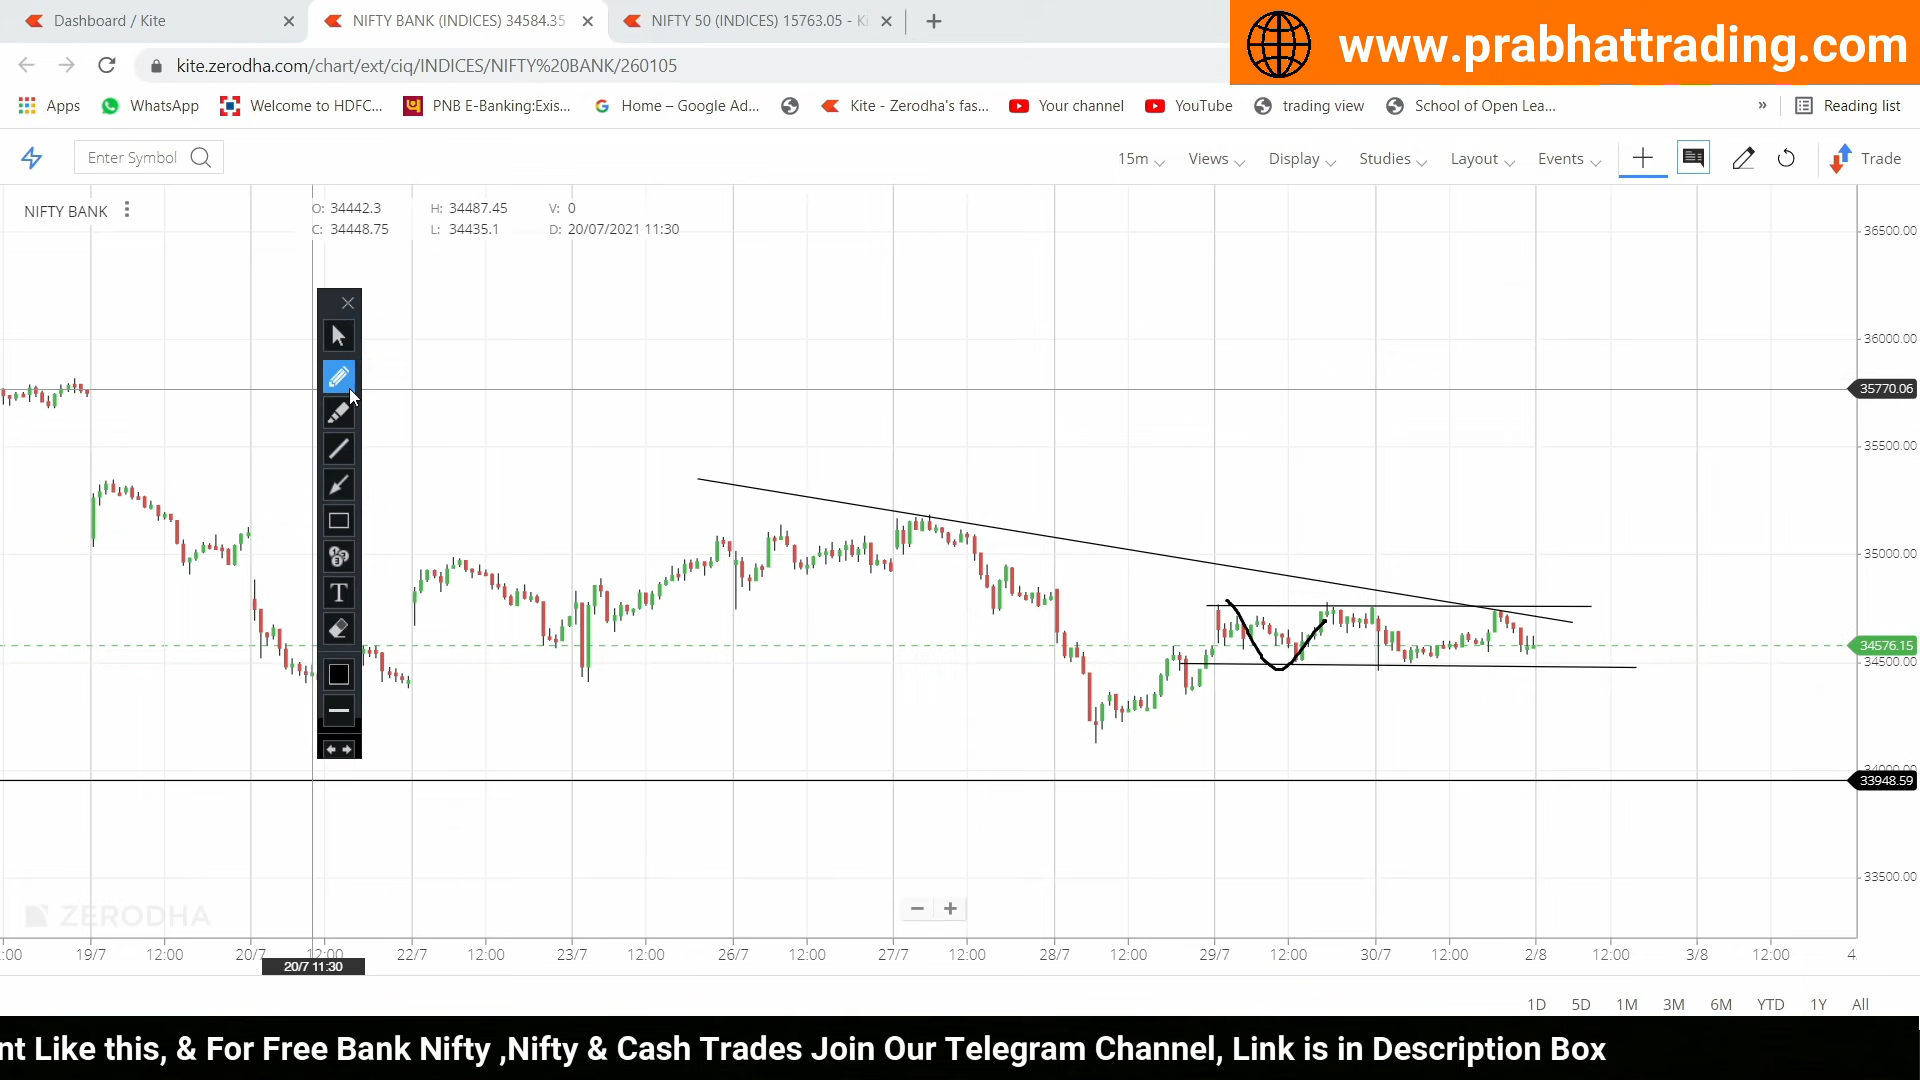 Dashboard / Kite
NIFTY BANK (INDICES) 34584.35
NIFTY 50 (INDICES) 15763.05 - Ki
www.prabhattrading.com
kite.zerodha.com/chart/ext/ciq/INDICES/NIFTY%20BANK/260105
Apps WhatsApp Welcome to HDFC... PNB E-Banking:Exis... Home – Google Ad... Kite - Zerodha's fas... Your channel YouTube trading view School of Open Lea... » Reading list
Enter Symbol 15m Views Display Studies Layout Events Trade
NIFTY BANK
O: 34442.3 H: 34487.45 V: 0
C: 34448.75 L: 34435.1 D: 20/07/2021 11:30
36500.00
36000.00
35770.06
35500.00
35000.00
34576.15
34500.00
34000.00
33948.59
33500.00
T
ZERODHA
:00 19/7 12:00 20/7 12:00 22/7 12:00 23/7 12:00 26/7 12:00 27/7 12:00 28/7 12:00 29/7 12:00 30/7 12:00 2/8 12:00 3/8 12:00 4
20/7 11:30
1D 5D 1M 3M 6M YTD 1Y All
nt Like this, & For Free Bank Nifty ,Nifty & Cash Trades Join Our Telegram Channel, Link is in Description Box